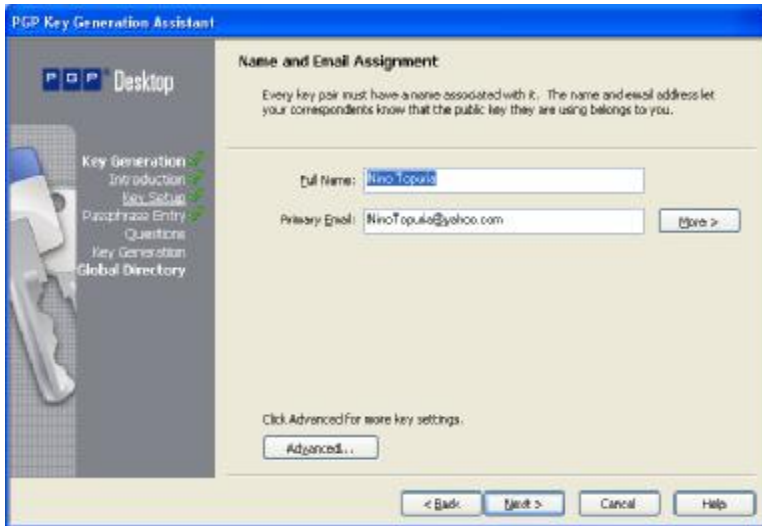 PGP Key Generation Assistant
PGP Desktop
Key Generation
Introduction
Key Setup
Passphrase Entry
Questions
Key Generation
Global Directory
Name and Email Assignment
Every key pair must have a name associated with it. The name and email address let
your correspondents know that the public key they are using belongs to you.
Full Name: Nino Topuria
Primary Email: NinoTopuria@yahoo.com
More >
Click Advanced for more key settings.
Advanced...
< Back
Next >
Cancel
Help